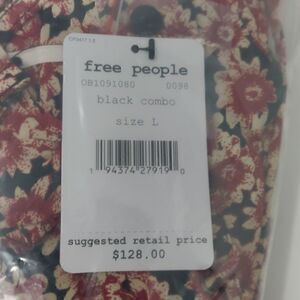 free people
OB1091080 0098
black combo
size L
1 94374 27919 0
suggested retail price
$128.00